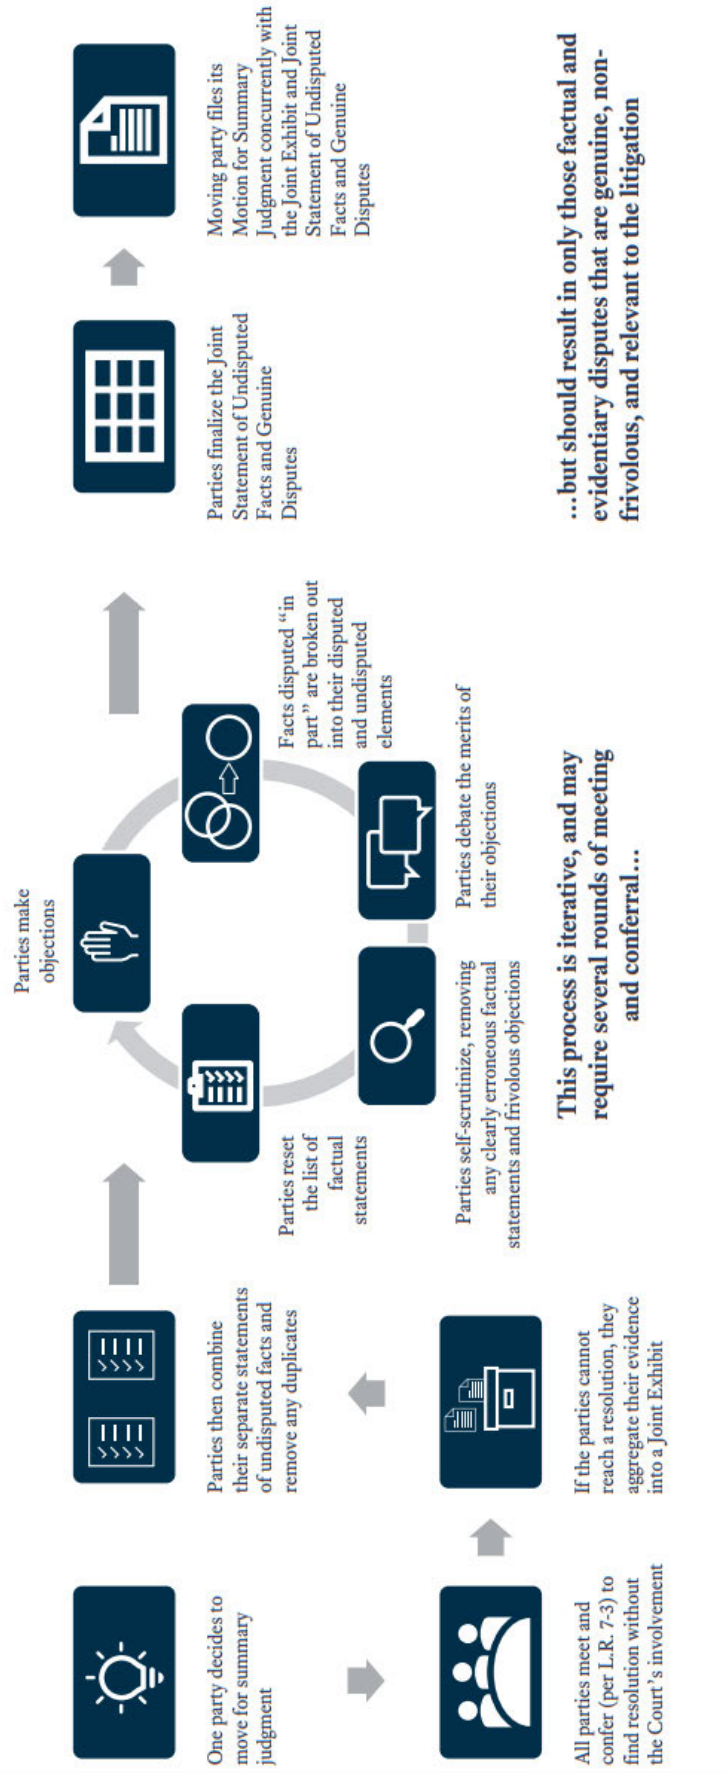 One party decides to
move for summary
judgment
All parties meet and
confer (per L.R. 7-3) to
find resolution without
the Court's involvement
If the parties cannot
reach a resolution, they
aggregate their evidence
into a Joint Exhibit
Parties then combine
their separate statements
of undisputed facts and
remove any duplicates
Parties make
objections
Facts disputed “in
part” are broken out
into their disputed
and undisputed
elements
Parties debate the merits of
their objections
Parties self-scrutinize, removing
any clearly erroneous factual
statements and frivolous objections
Parties reset
the list of
factual
statements
This process is iterative, and may
require several rounds of meeting
and conferral…
Parties finalize the Joint
Statement of Undisputed
Facts and Genuine
Disputes
Moving party files its
Motion for Summary
Judgment concurrently with
the Joint Exhibit and Joint
Statement of Undisputed
Facts and Genuine
Disputes
…but should result in only those factual and
evidentiary disputes that are genuine, non-
frivolous, and relevant to the litigation